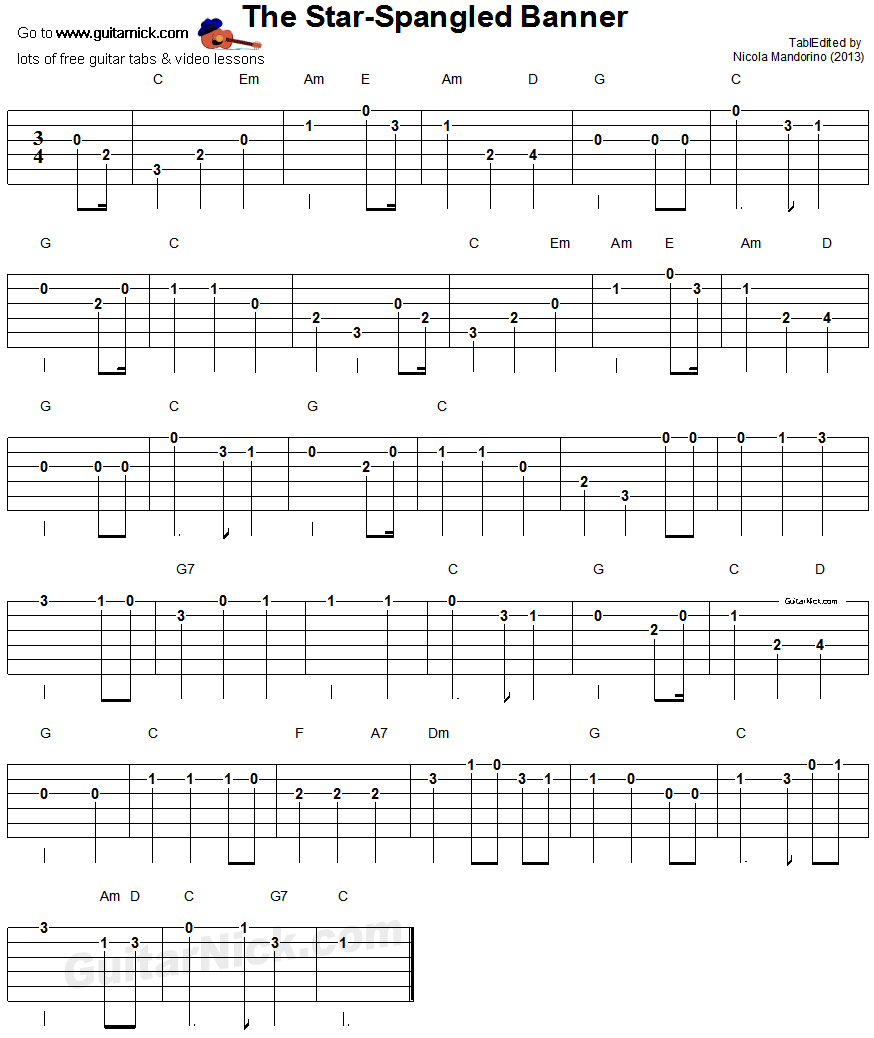 The Star-Spangled Banner
Go to www.guitarnick.com
lots of free guitar tabs & video lessons
TablEdited by
Nicola Mandorino (2013)
C Em Am E Am D G C
0 2 3 2 0 1 0 3 1 2 4 0 0 0 0 3 1
3
4
G C C Em Am E Am D
0 2 0 1 1 0 2 3 0 2 3 2 0 1 0 3 1 2 4
G C G C
0 0 0 0 3 1 0 2 0 1 1 0 2 3 0 0 0 1 3
G7 C G C D
3 1 0 3 0 1 1 1 0 3 1 0 2 0 1 2 4
GuitarNick.com
G C F A7 Dm G C
0 0 1 1 1 0 2 2 2 3 1 0 3 1 1 0 0 0 1 3 0 1
Am D C G7 C
3 1 3 0 1 3 1
GuitarNick.com